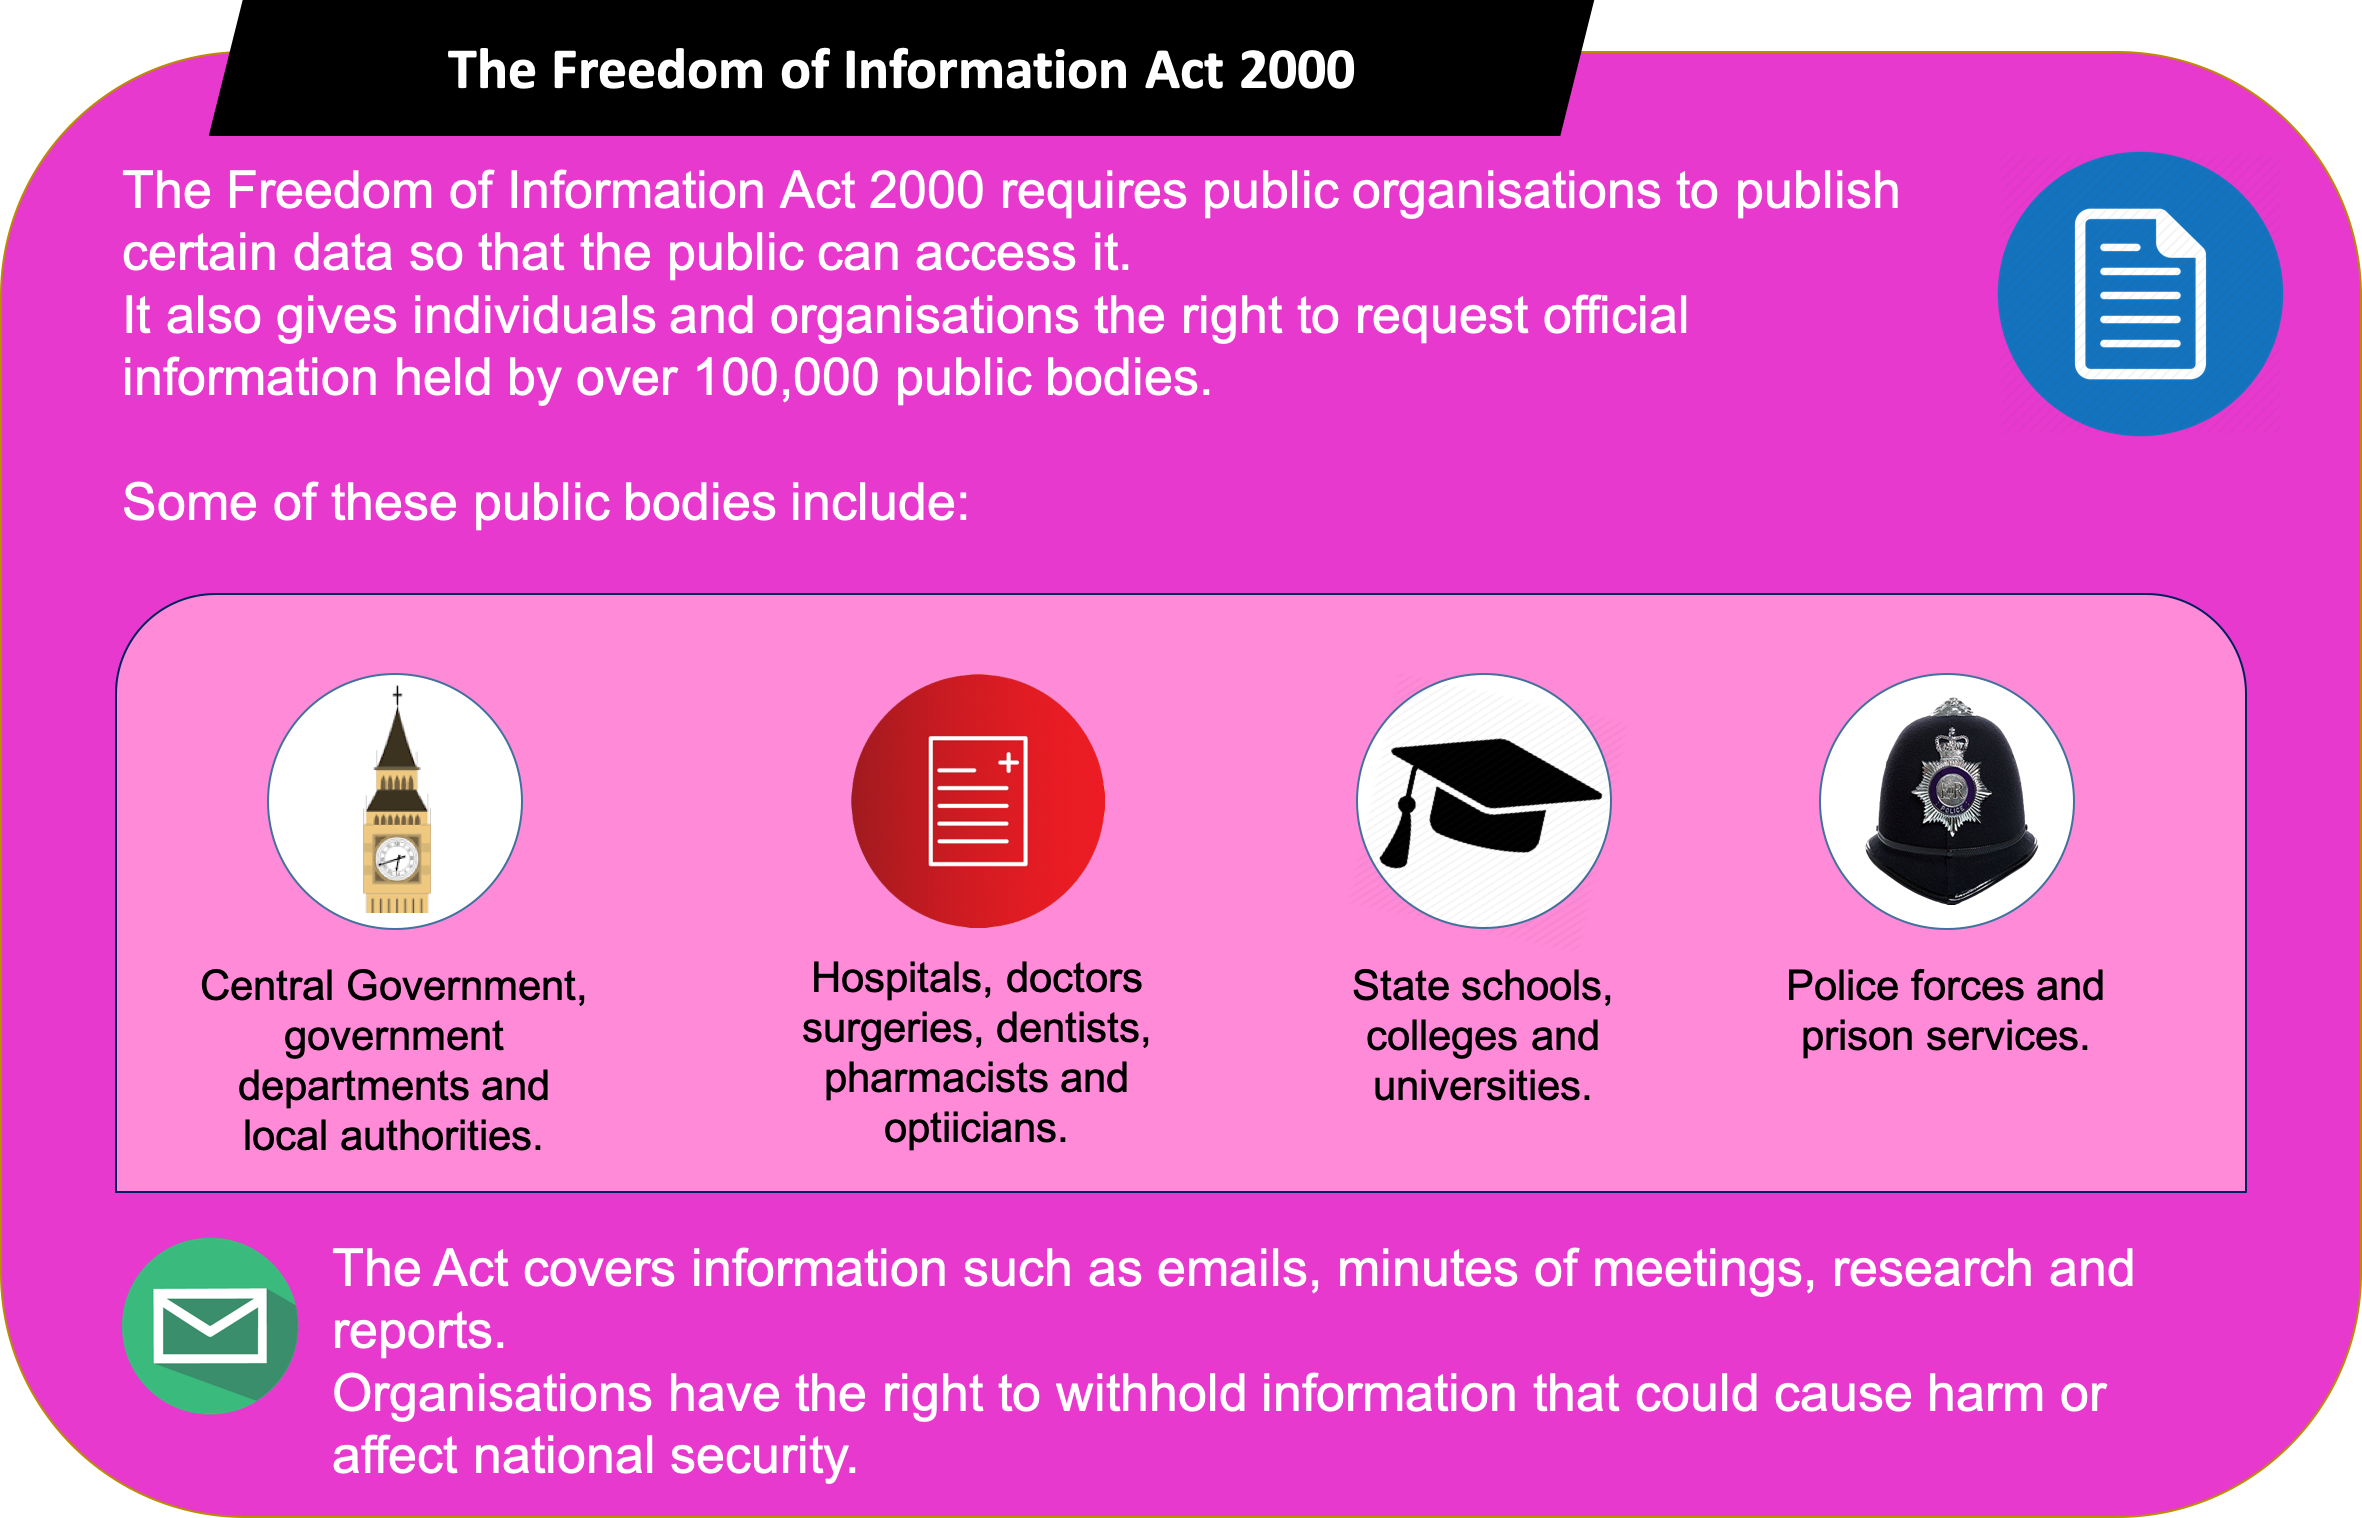 The Freedom of Information Act 2000
The Freedom of Information Act 2000 requires public organisations to publish
certain data so that the public can access it.
It also gives individuals and organisations the right to request official
information held by over 100,000 public bodies.
Some of these public bodies include:
Central Government,
government
departments and
local authorities.
Hospitals, doctors
surgeries, dentists,
pharmacists and
optiicians.
State schools,
colleges and
universities.
E R
POLICE
Police forces and
prison services.
The Act covers information such as emails, minutes of meetings, research and
reports.
Organisations have the right to withhold information that could cause harm or
affect national security.